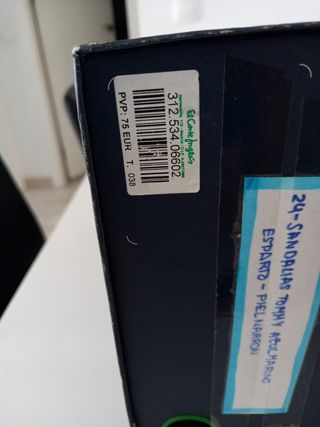 El Corte Inglés
312.534.06602
PVP: 75 EUR T. 038
24-SANDALIAS TOMMY AZUL MARINO
ESPARTO - PIEL MARRÓN